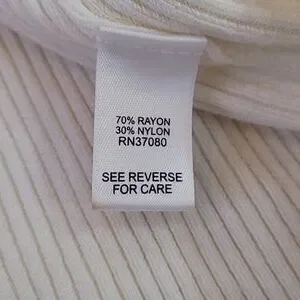 70% RAYON
30% NYLON
RN37080
SEE REVERSE
FOR CARE